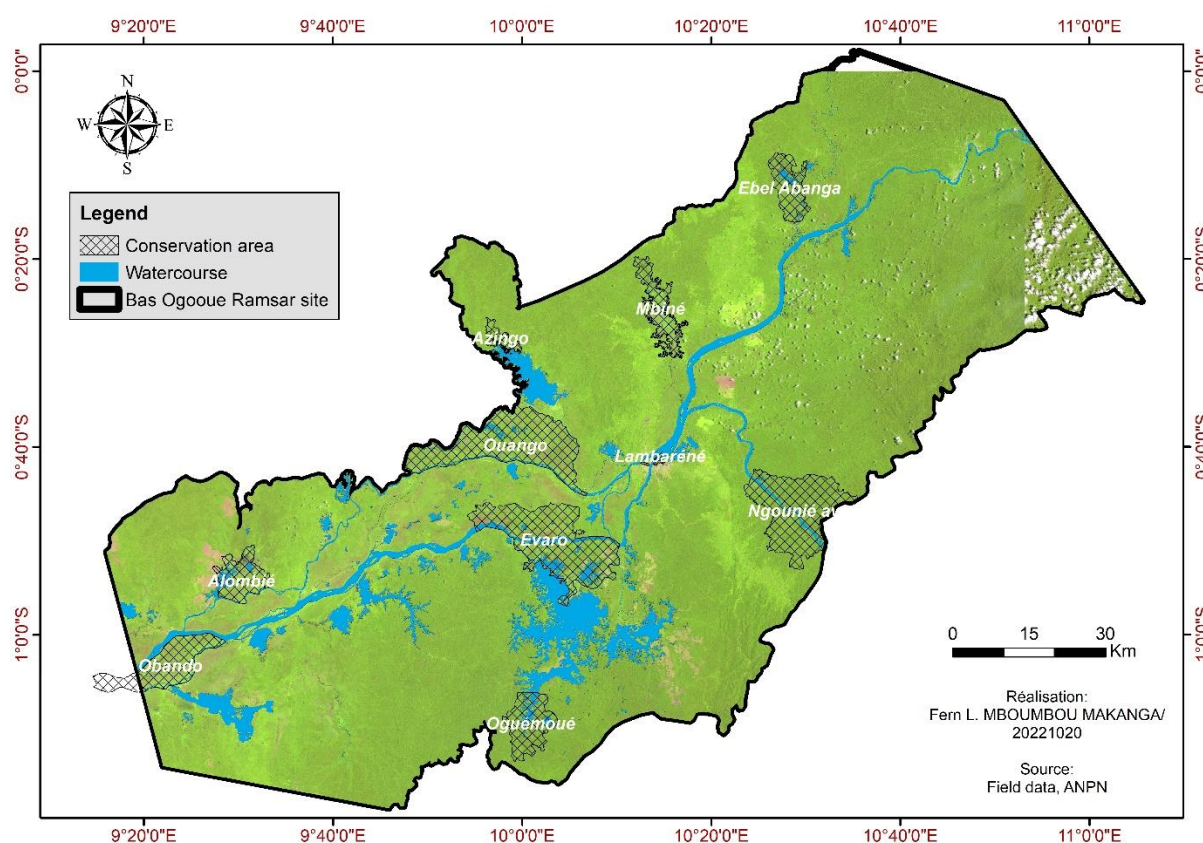 9°20'0"E 9°40'0"E 10°0'0"E 10°20'0"E 10°40'0"E 11°0'0"E
0°0'0" 0°0'0"
N
W E
S
Ebel Abanga
Legend
Conservation area
Watercourse
Bas Ogooue Ramsar site
0°20'0"S 0°20'0"S
Mbiné
Azingo
0°40'0"S 0°40'0"S
Ouango
Lambaréné
Ngounié av
Evaro
Alombié
1°0'0"S 1°0'0"S
0 15 30
Km
Obando
Oguémoué
Réalisation:
Fern L. MBOUMBOU MAKANGA/
20221020
Source:
Field data, ANPN
9°20'0"E 9°40'0"E 10°0'0"E 10°20'0"E 10°40'0"E 11°0'0"E